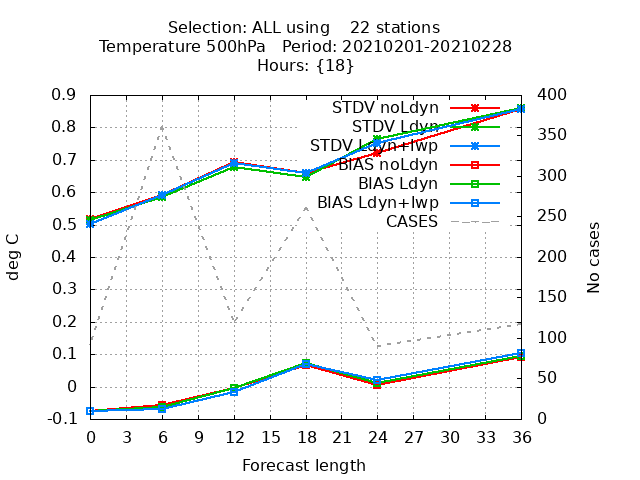 Selection: ALL using    22 stations
Temperature 500hPa   Period: 20210201-20210228
Hours: {18}
0.9
0.8
0.7
0.6
0.5
0.4
0.3
0.2
0.1
0
-0.1
deg C
STDV noLdyn
STDV Ldyn
STDV Ldyn+lwp
BIAS noLdyn
BIAS Ldyn
BIAS Ldyn+lwp
CASES
400
350
300
250
200
150
100
50
0
No cases
0 3 6 9 12 15 18 21 24 27 30 33 36
Forecast length